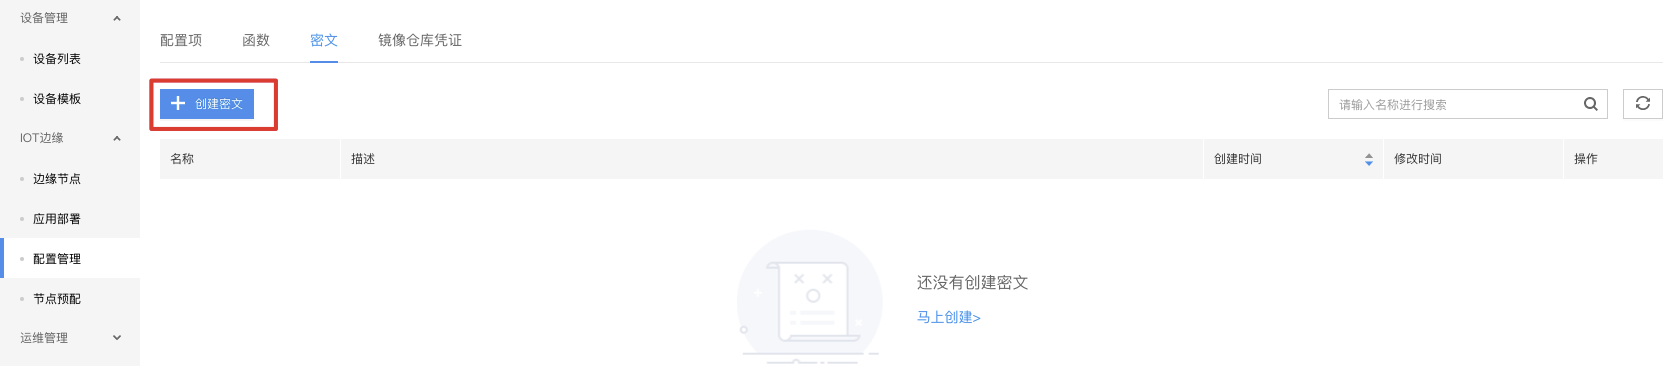 设备管理
设备列表
设备模板
IOT边缘
边缘节点
应用部署
配置管理
节点预配
运维管理
配置项 函数 密文 镜像仓库凭证
创建密文
请输入名称进行搜索
名称 描述 创建时间 修改时间 操作
还没有创建密文
马上创建>